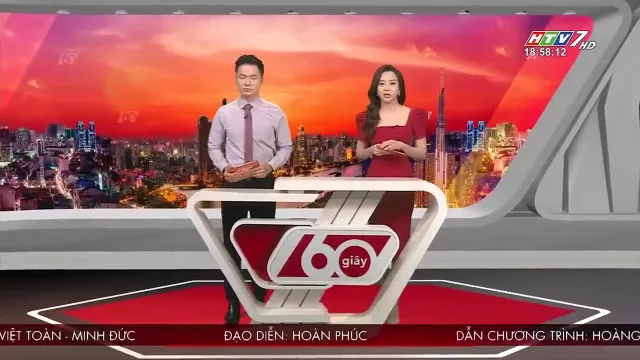 HTV7 HD
18:58:12
60 giây
VIỆT TOÀN - MINH ĐỨC ĐẠO DIỄN: HOÀN PHÚC DẪN CHƯƠNG TRÌNH: HOÀNG